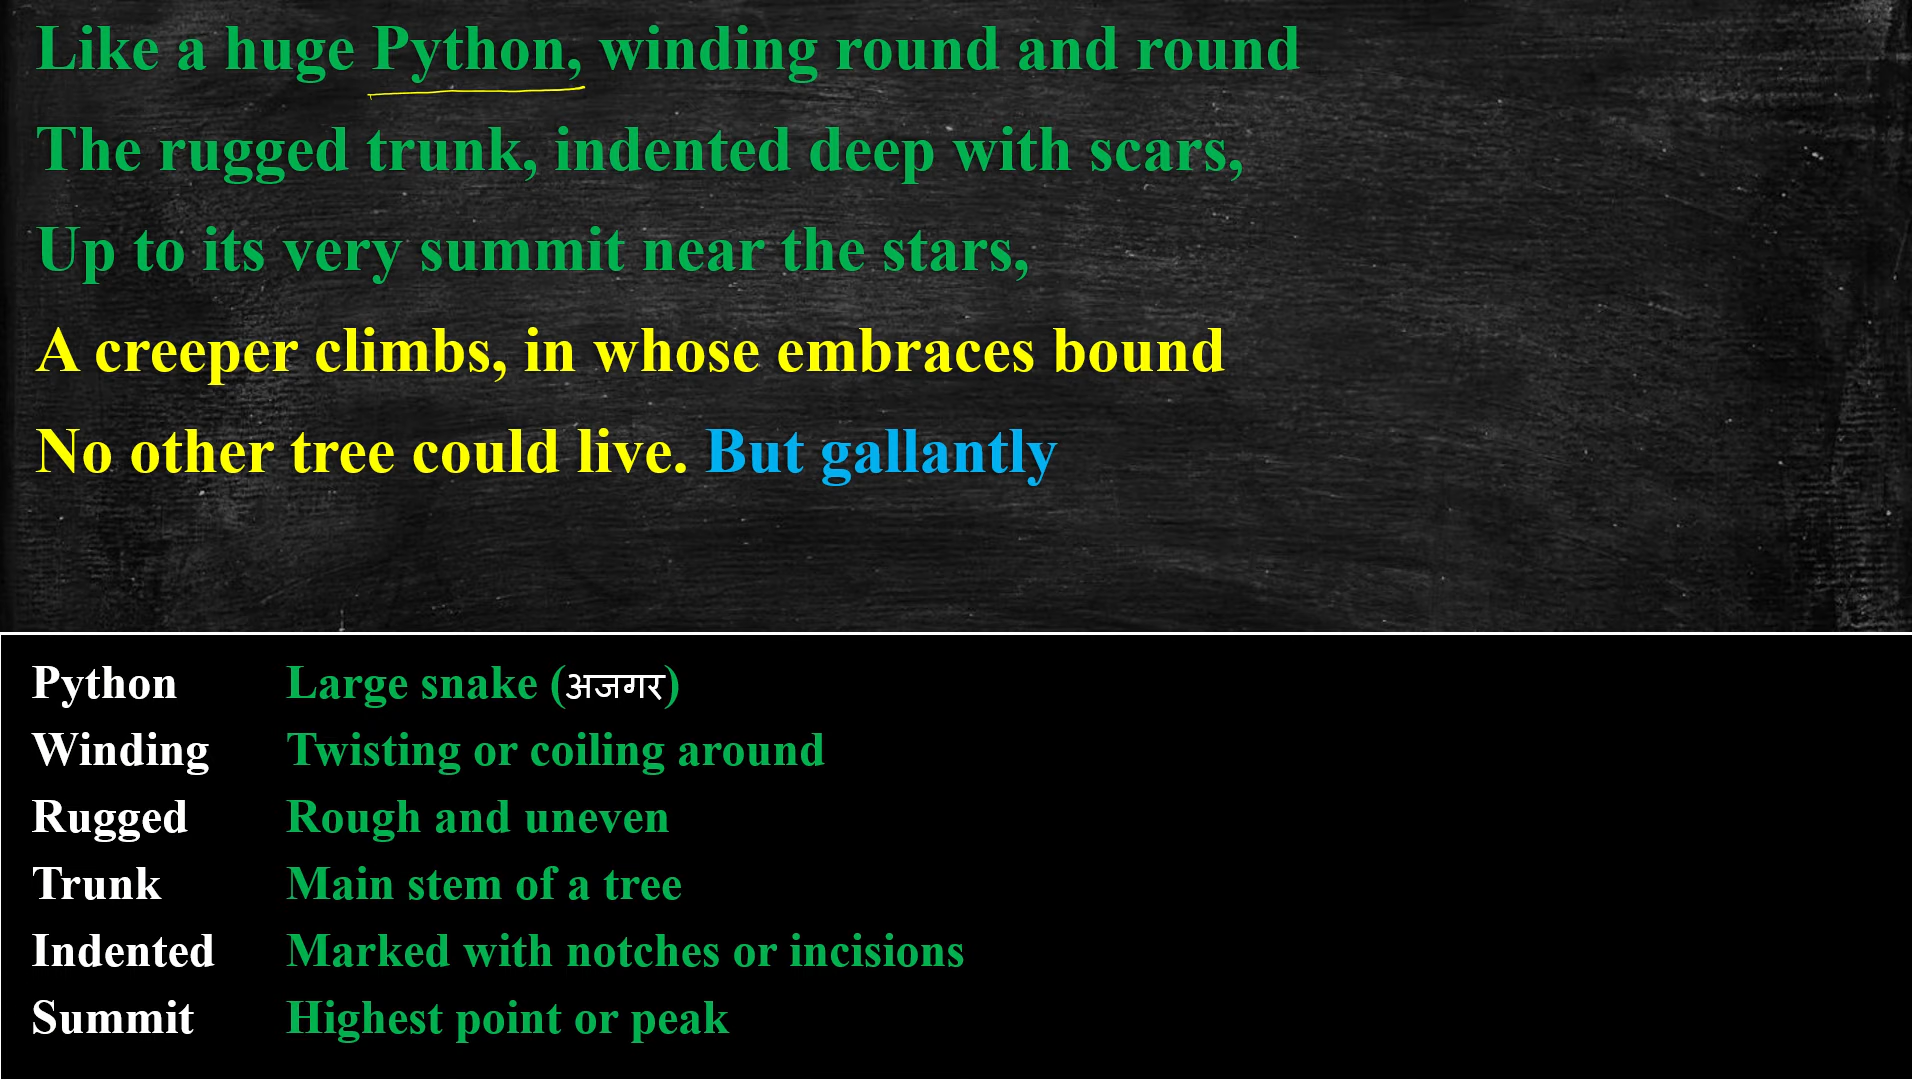 Like a huge Python, winding round and round
The rugged trunk, indented deep with scars,
Up to its very summit near the stars,
A creeper climbs, in whose embraces bound
No other tree could live. But gallantly
Python Large snake (अजगर)
Winding Twisting or coiling around
Rugged Rough and uneven
Trunk Main stem of a tree
Indented Marked with notches or incisions
Summit Highest point or peak